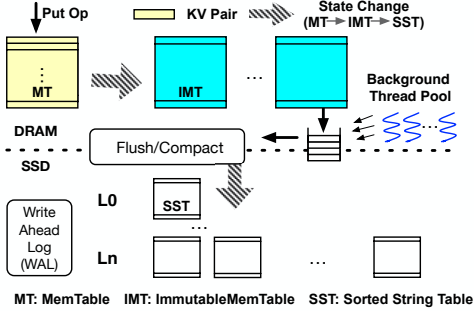 Put Op
KV Pair
State Change
(MT→IMT→SST)
⋮
MT
IMT
...
Background
Thread Pool
...
DRAM
Flush/Compact
SSD
L0
SST
...
Write
Ahead
Log
(WAL)
Ln
...
MT: MemTable IMT: ImmutableMemTable SST: Sorted String Table